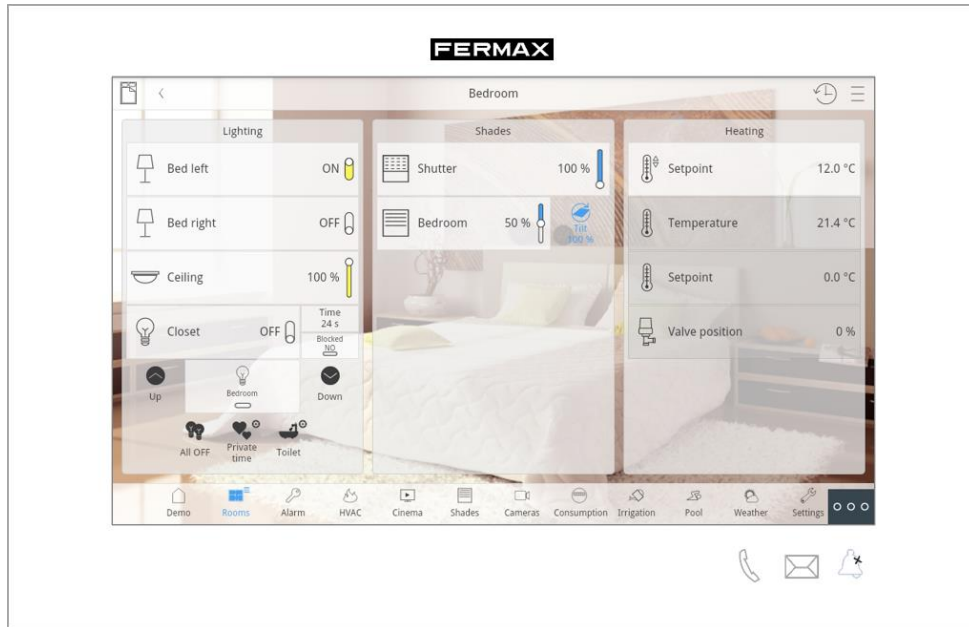 FERMAX
Bedroom
Lighting
Bed left ON
Bed right OFF
Ceiling 100 %
Closet OFF
Time
24 s
Blocked
NO
Up
Bedroom
Down
All OFF
Private
time
Toilet
Shades
Shutter 100 %
Bedroom 50 %
Tilt
100 %
Heating
Setpoint 12.0 °C
Temperature 21.4 °C
Setpoint 0.0 °C
Valve position 0 %
Demo Rooms Alarm HVAC Cinema Shades Cameras Consumption Irrigation Pool Weather Settings